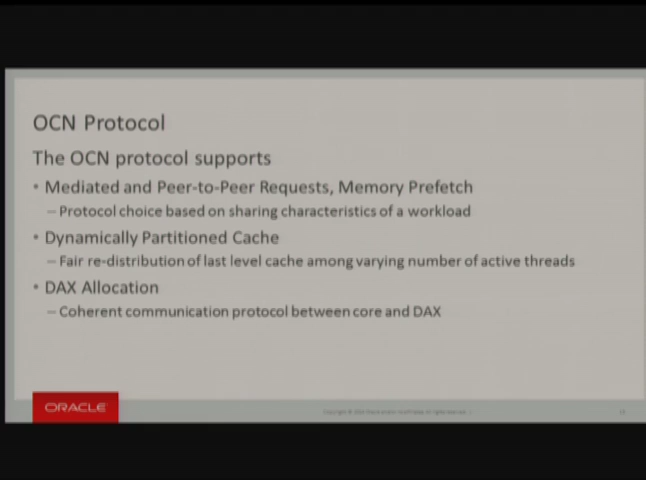 OCN Protocol
The OCN protocol supports
• Mediated and Peer-to-Peer Requests, Memory Prefetch
– Protocol choice based on sharing characteristics of a workload
• Dynamically Partitioned Cache
– Fair re-distribution of last level cache among varying number of active threads
• DAX Allocation
– Coherent communication protocol between core and DAX
ORACLE